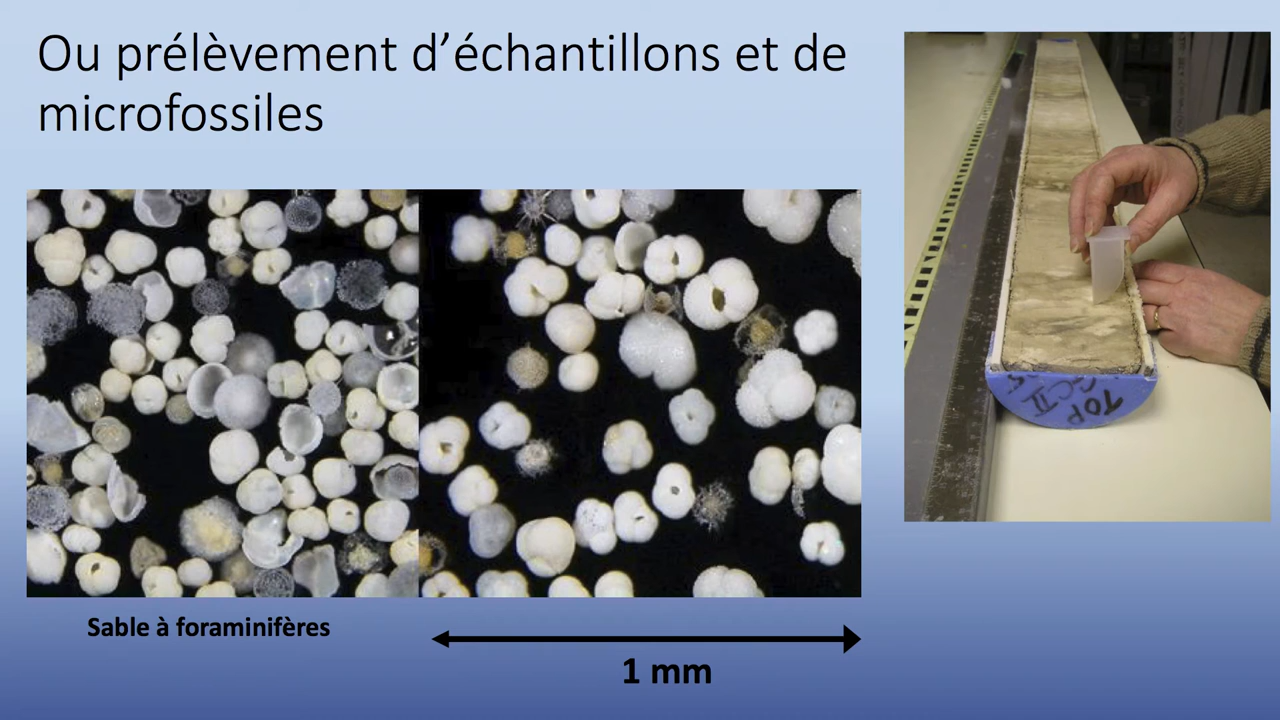 Ou prélèvement d’échantillons et de
microfossiles
Sable à foraminifères
1 mm
TOP